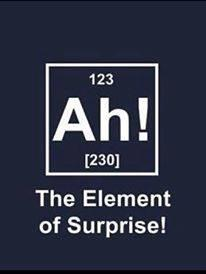 123
Ah!
[230]
The Element
of Surprise!